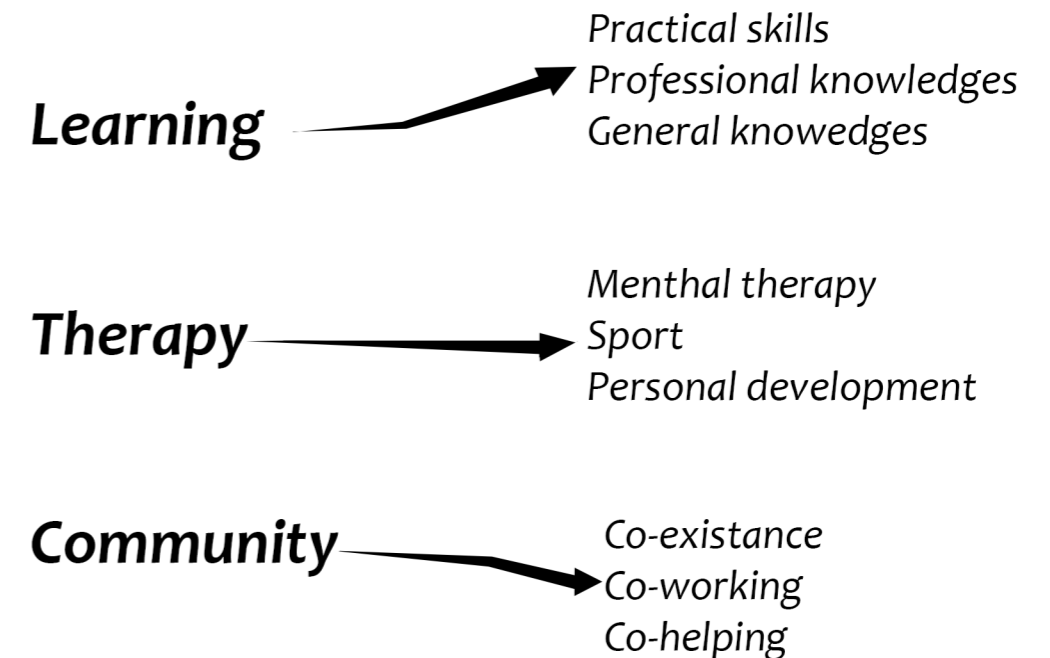 Practical skills
Learning
Professional knowledges
General knowedges
Menthal therapy
Therapy
Sport
Personal development
Community
Co-existance
Co-working
Co-helping